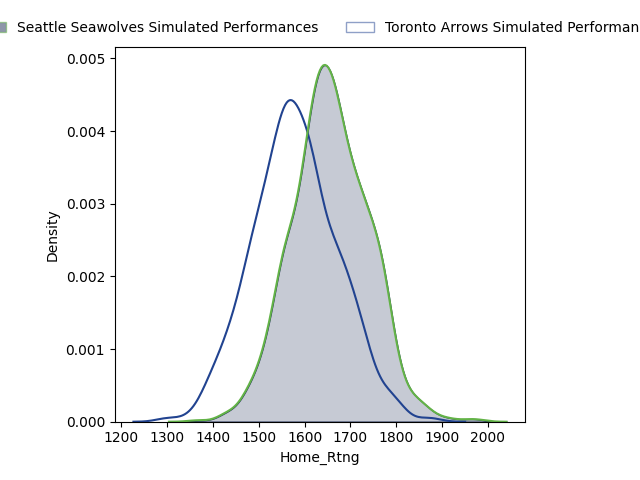 Seattle Seawolves Simulated Performances Toronto Arrows Simulated Performan
0.005
0.004
0.003
0.002
0.001
0.000
Density
1200 1300 1400 1500 1600 1700 1800 1900 2000
Home_Rtng